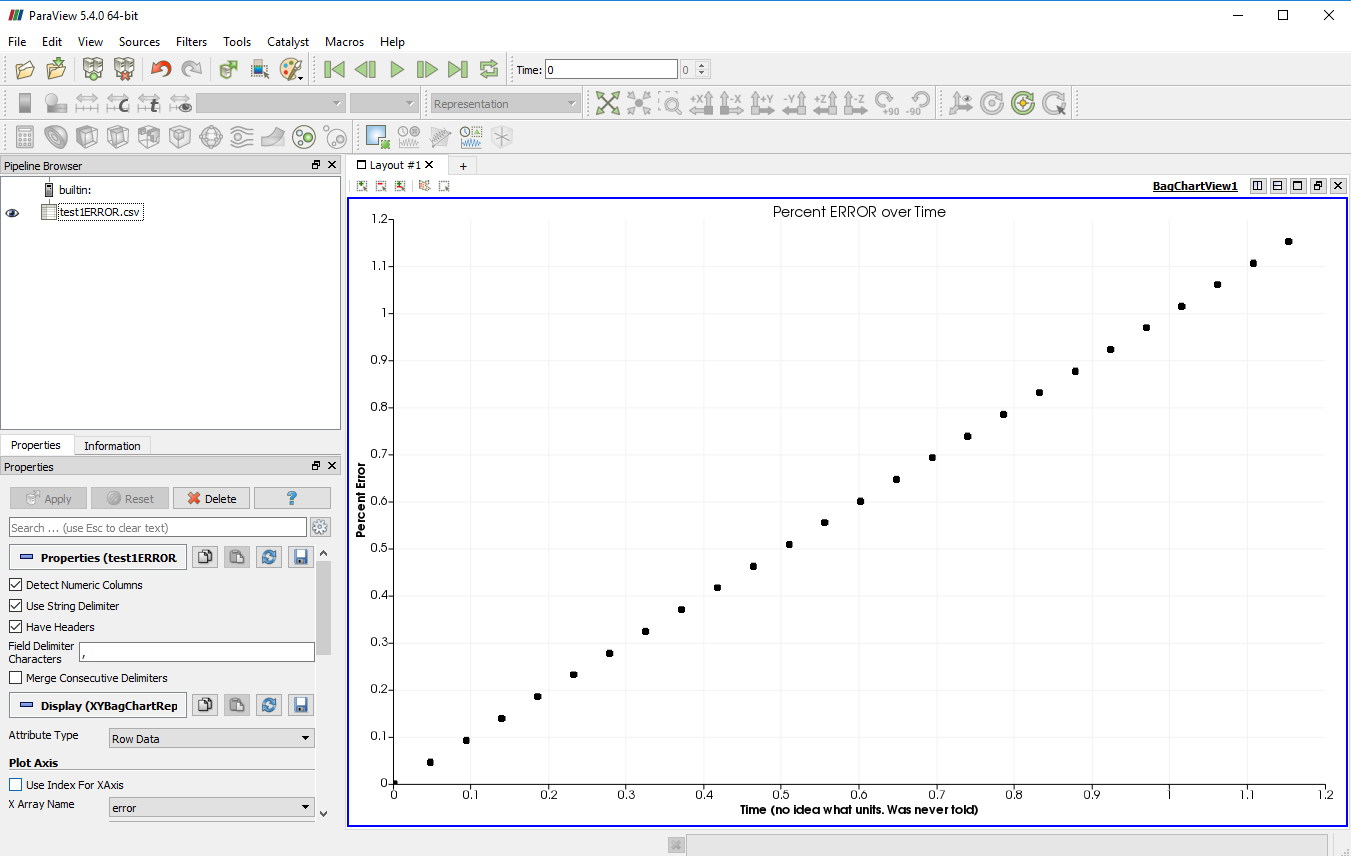 ParaView 5.4.0 64-bit
File Edit View Sources Filters Tools Catalyst Macros Help
Time: 0 0
Representation
+X -X +Y -Y +Z -Z +90 -90
Pipeline Browser
builtin:
test1ERROR.csv
Properties Information
Properties
Apply Reset Delete ?
Search ... (use Esc to clear text)
Properties (test1ERROR.
Detect Numeric Columns
Use String Delimiter
Have Headers
Field Delimiter
Characters ,
Merge Consecutive Delimiters
Display (XYBagChartRep
Attribute Type Row Data
Plot Axis
Use Index For XAxis
X Array Name error
Layout #1 +
BagChartView1
Percent ERROR over Time
1.2
1.1
1
0.9
0.8
0.7
0.6
0.5
0.4
0.3
0.2
0.1
0
Percent Error
0 0.1 0.2 0.3 0.4 0.5 0.6 0.7 0.8 0.9 1 1.1 1.2
Time (no idea what units. Was never told)